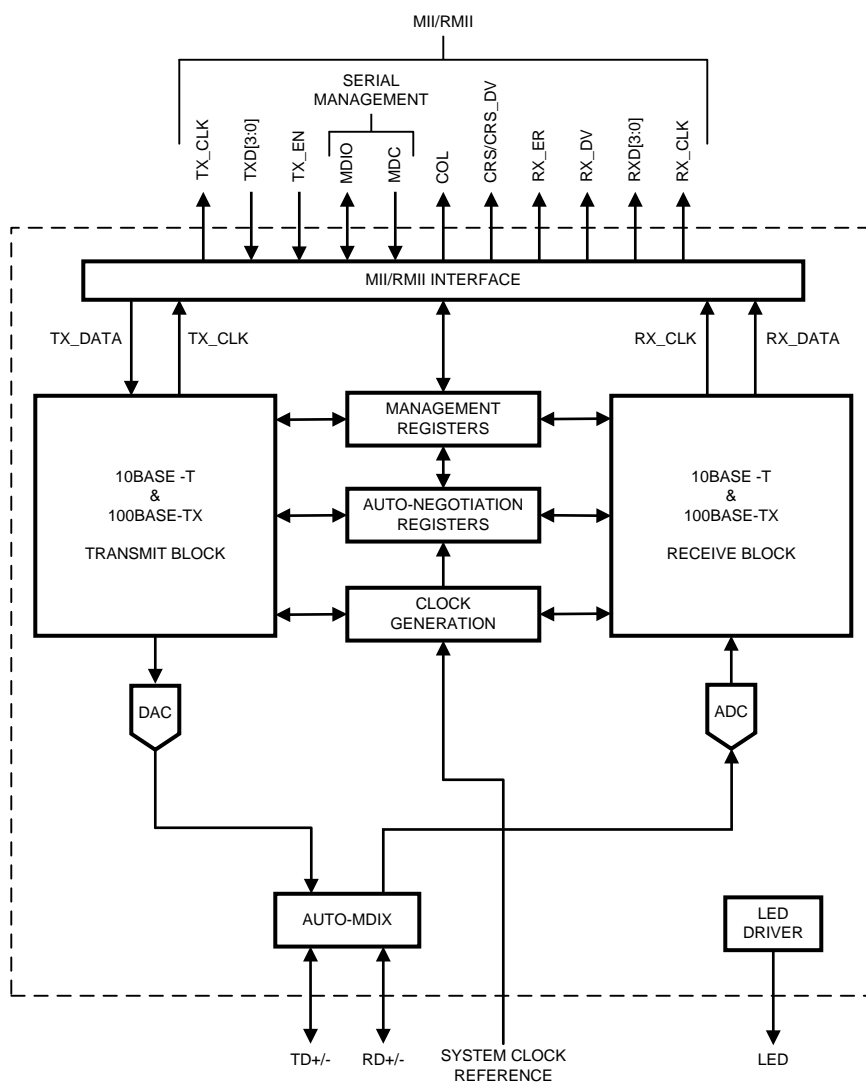 MII/RMII
SERIAL
MANAGEMENT
TX_CLK
TXD[3:0]
TX_EN
MDIO
MDC
COL
CRS/CRS_DV
RX_ER
RX_DV
RXD[3:0]
RX_CLK
MII/RMII INTERFACE
TX_DATA
TX_CLK
RX_CLK
RX_DATA
10BASE -T
&
100BASE-TX
TRANSMIT BLOCK
MANAGEMENT
REGISTERS
AUTO-NEGOTIATION
REGISTERS
CLOCK
GENERATION
10BASE -T
&
100BASE-TX
RECEIVE BLOCK
DAC
ADC
AUTO-MDIX
LED
DRIVER
TD+/-
RD+/-
SYSTEM CLOCK
REFERENCE
LED